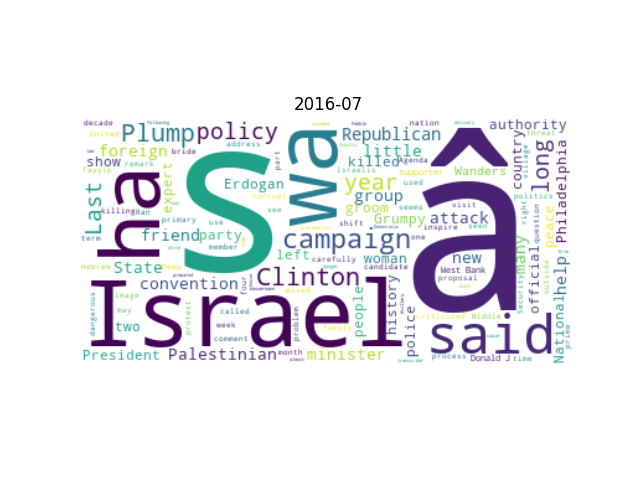 2016-07
decade
United
Plump
policy
Republican
nation
authority
threat
foreign
bride
address
part
killed
Agenda
country
village
show
remark
Israelis
supporter
Wanders
long
Philadelphia
Tayyip
expert
Erdogan
year
used
politics
Last
ha
S
wa
little
killing
Iran
corrupt
groom
group
seems
Grumpy
attack
visit
right
peace
primary
use
see
shift
inspire
seen
official
question
term
friend
party
campaign
one
many
help
member
left
carefully
woman
candidate
new
outside
Hebrew
State
deep
four
Clinton
West Bank
proposal
Security
convention
mixed
people
history
â
National
dangerous
image
may
Israel
said
two
protest
called
week
comment
problem
family
police
criticized
Middle
prime
President
Palestinian
month
almost
minister
process
Donald J
time